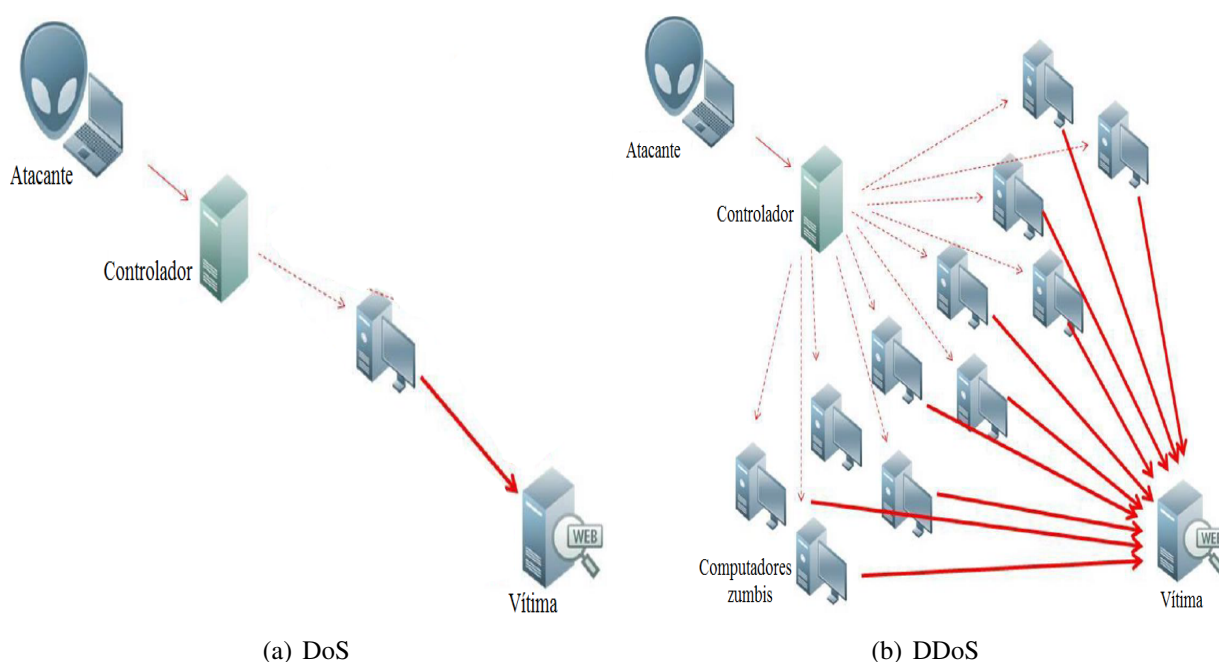 Atacante
Controlador
WEB
Vítima
(a) DoS
Atacante
Controlador
Computadores
zumbis
WEB
Vítima
(b) DDoS